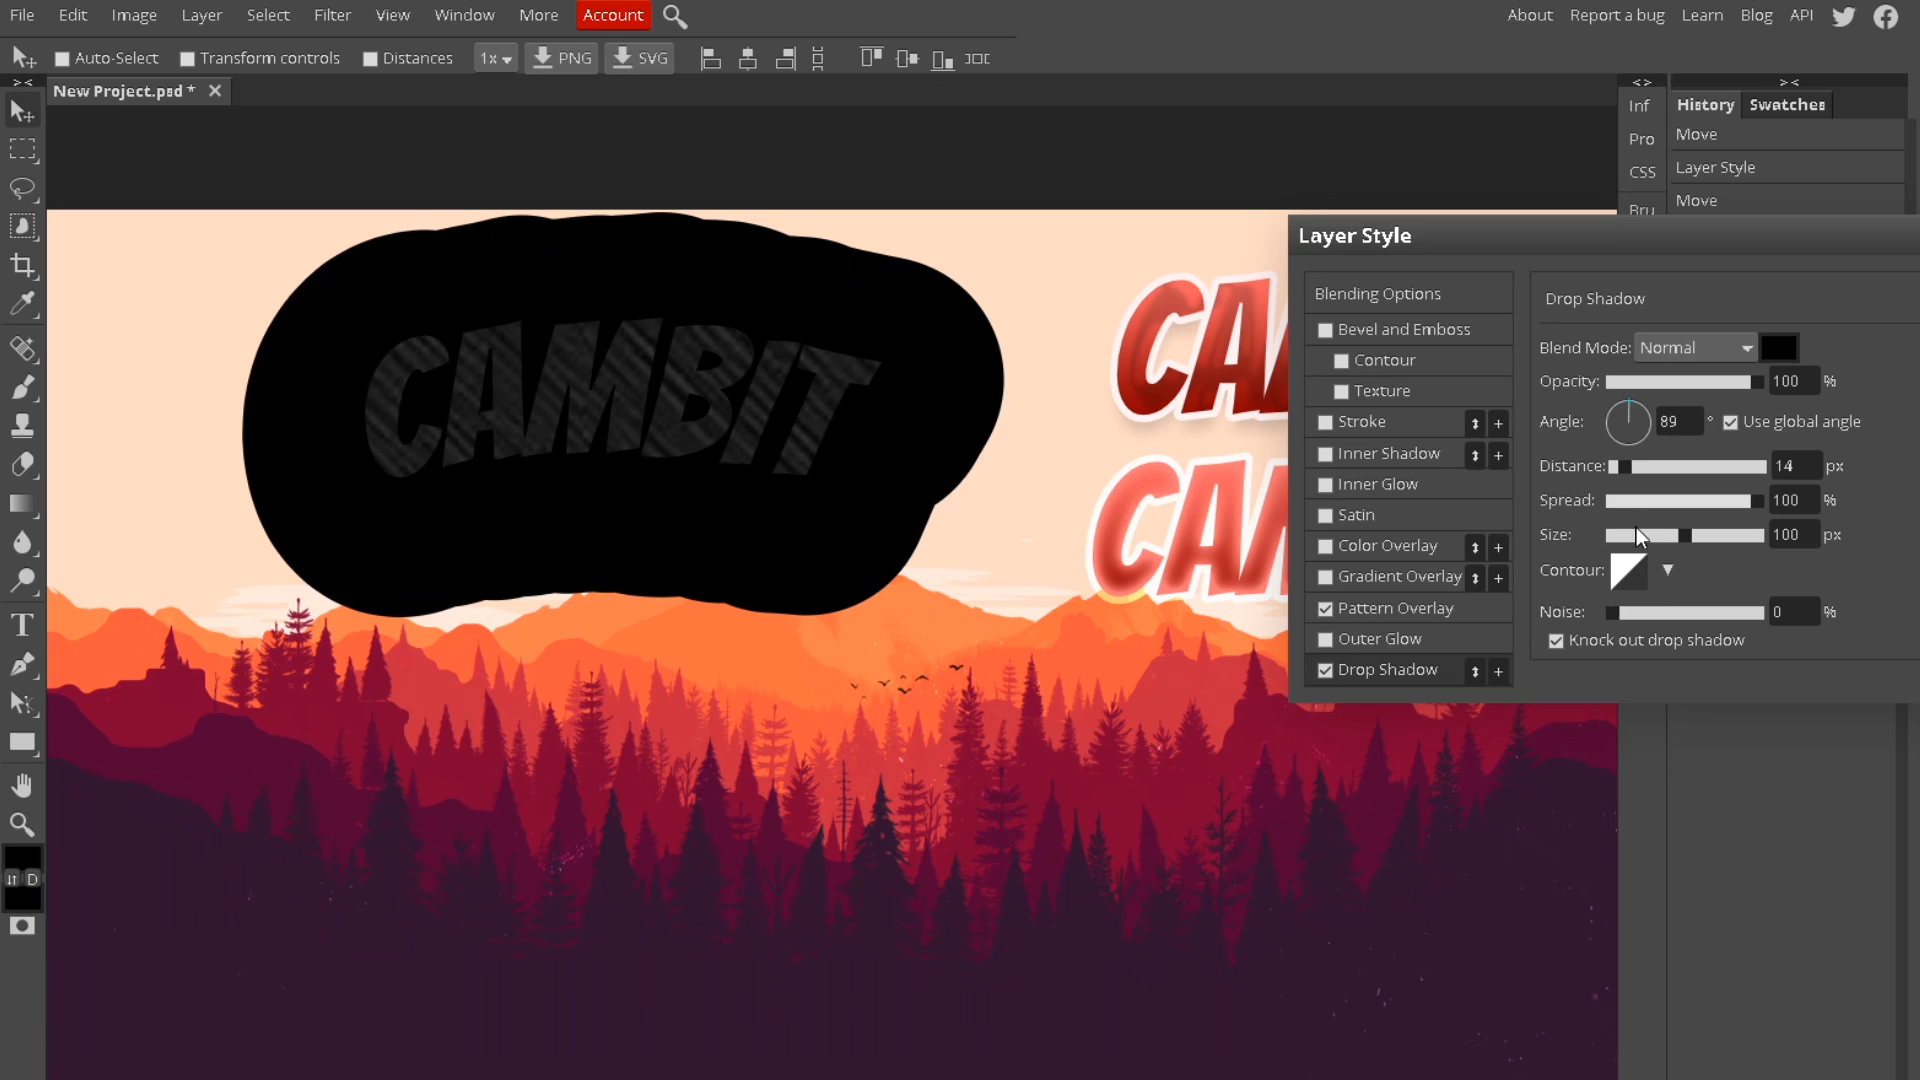 File Edit Image Layer Select Filter View Window More Account About Report a bug Learn Blog API
Auto-Select Transform controls Distances 1x PNG SVG
New Project.psd *
Inf
Pro
CSS
Bru
History Swatches
Move
Layer Style
Move
CAMBIT
CAM
CAM
Layer Style
Blending Options
Bevel and Emboss
Contour
Texture
Stroke
Inner Shadow
Inner Glow
Satin
Color Overlay
Gradient Overlay
Pattern Overlay
Outer Glow
Drop Shadow
Drop Shadow
Blend Mode: Normal
Opacity: 100 %
Angle: 89 ° Use global angle
Distance: 14 px
Spread: 100 %
Size: 100 px
Contour:
Noise: 0 %
Knock out drop shadow
T
D